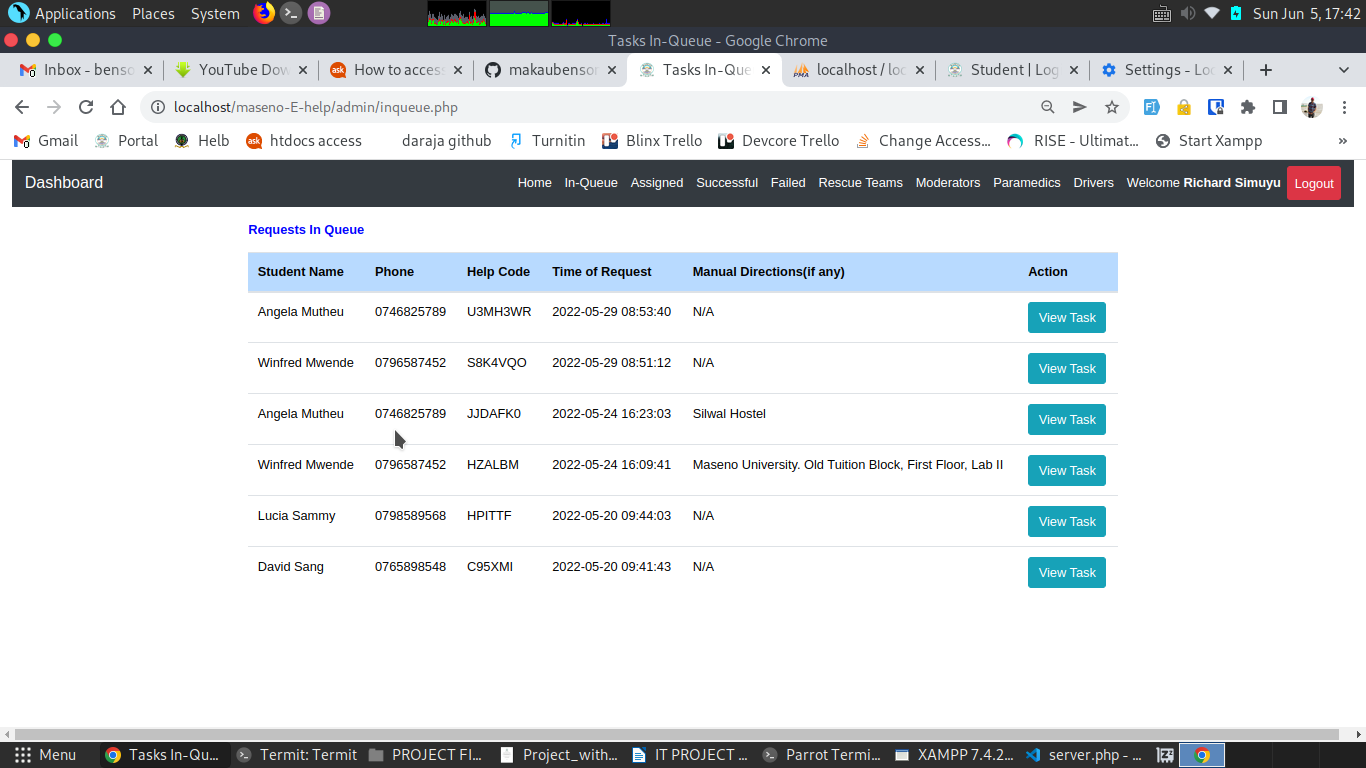 Applications Places System Sun Jun 5, 17:42
Tasks In-Queue - Google Chrome
Inbox - benso YouTube Dow How to access makaubenson Tasks In-Que localhost / loc Student | Log Settings - Loc
localhost/maseno-E-help/admin/inqueue.php
Gmail Portal Helb htdocs access daraja github Turnitin Blinx Trello Devcore Trello Change Access... RISE - Ultimat... Start Xampp »
Dashboard Home In-Queue Assigned Successful Failed Rescue Teams Moderators Paramedics Drivers Welcome Richard Simuyu Logout
Requests In Queue
Student Name Phone Help Code Time of Request Manual Directions(if any) Action
Angela Mutheu 0746825789 U3MH3WR 2022-05-29 08:53:40 N/A View Task
Winfred Mwende 0796587452 S8K4VQO 2022-05-29 08:51:12 N/A View Task
Angela Mutheu 0746825789 JJDAFK0 2022-05-24 16:23:03 Silwal Hostel View Task
Winfred Mwende 0796587452 HZALBM 2022-05-24 16:09:41 Maseno University. Old Tuition Block, First Floor, Lab II View Task
Lucia Sammy 0798589568 HPITTF 2022-05-20 09:44:03 N/A View Task
David Sang 0765898548 C95XMI 2022-05-20 09:41:43 N/A View Task
Menu Tasks In-Qu... Termit: Termit PROJECT FI... Project_with... IT PROJECT ... Parrot Termi... XAMPP 7.4.2... server.php - ...